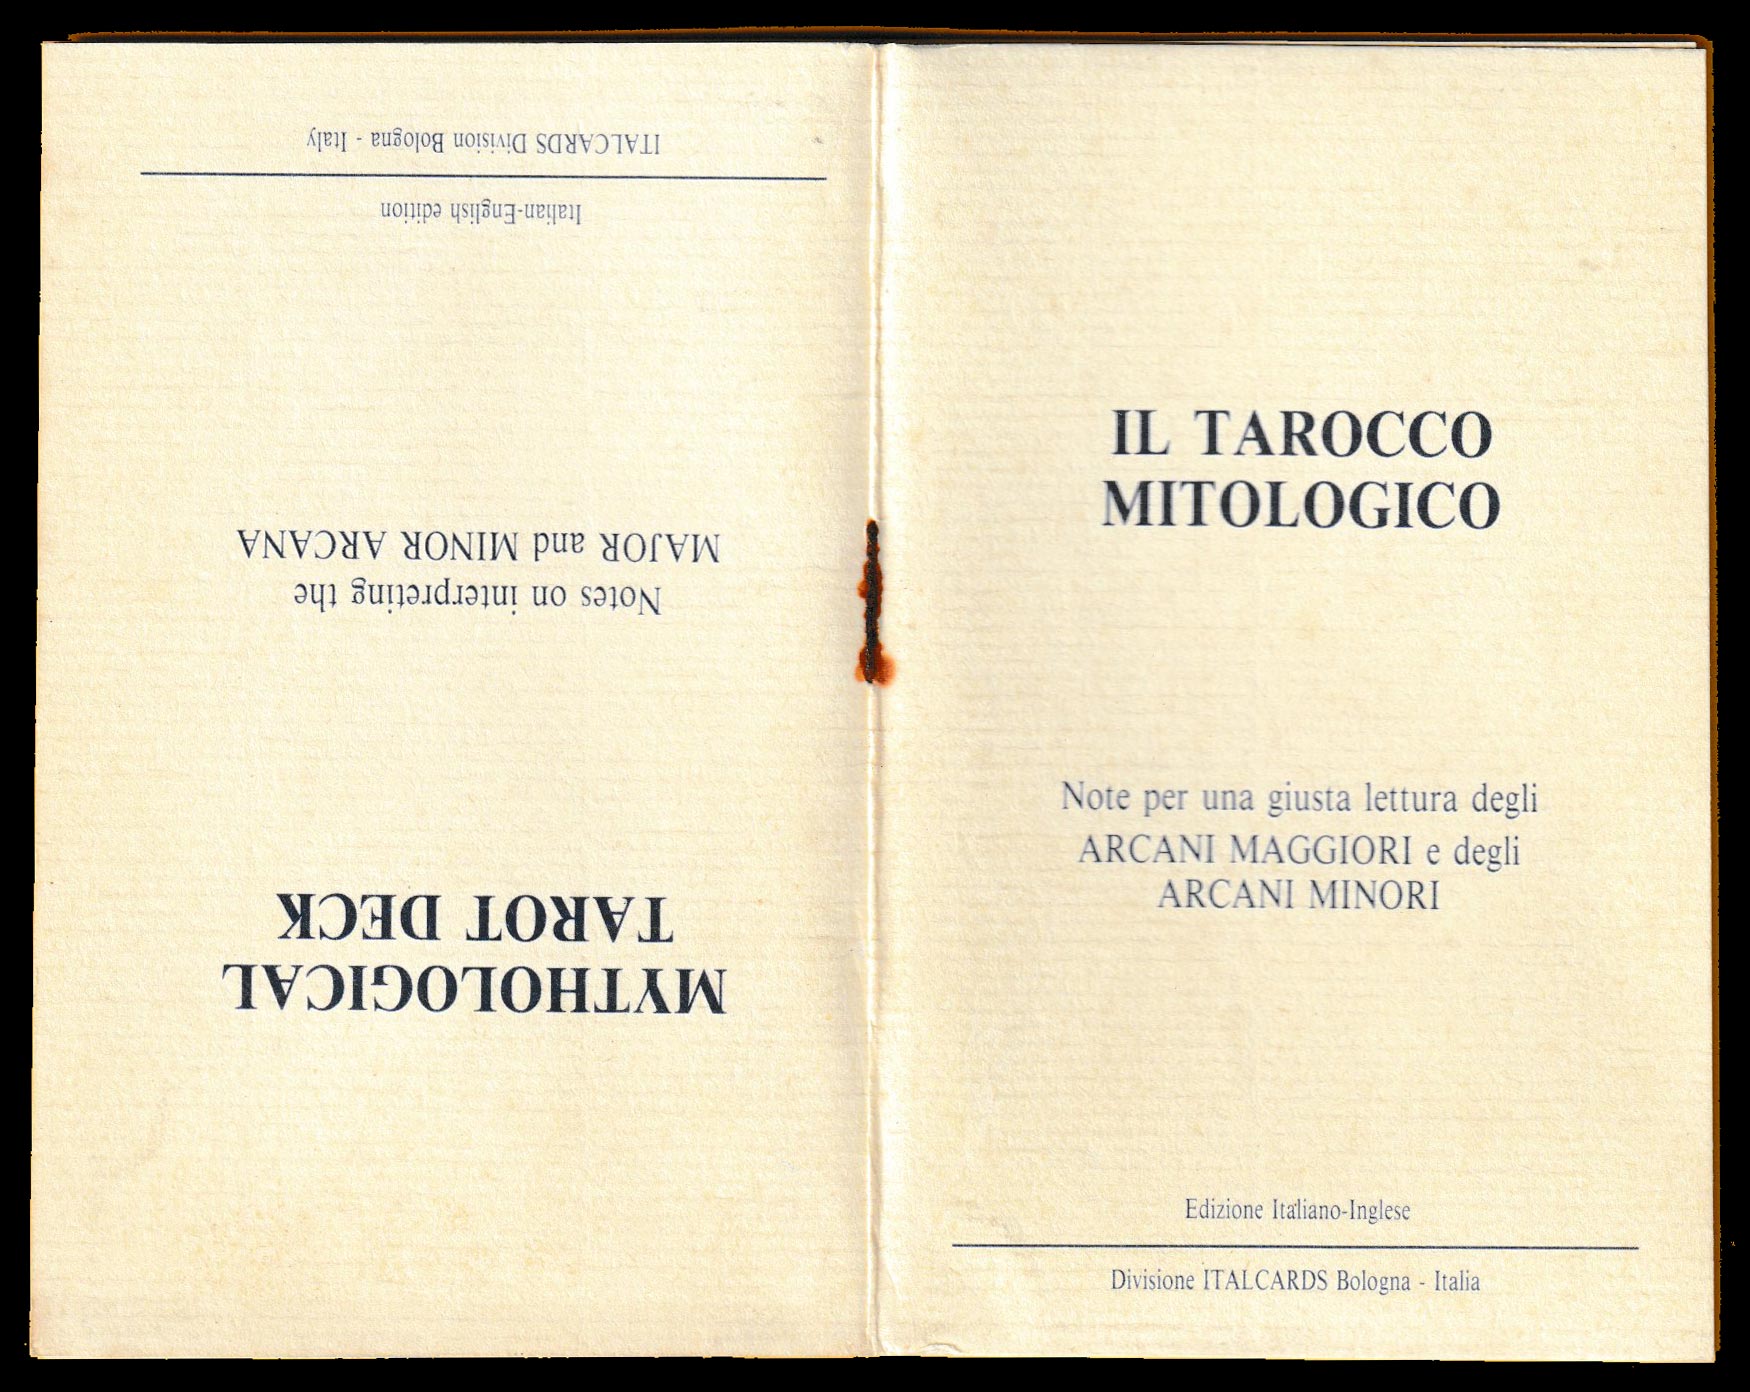 IL TAROCCO
MITOLOGICO
Note per una giusta lettura degli
ARCANI MAGGIORI e degli
ARCANI MINORI
Edizione Italiano-Inglese
Divisione ITALCARDS Bologna - Italia
MYTHOLOGICAL
TAROT DECK
Notes on interpreting the
MAJOR and MINOR ARCANA
Italian-English edition
ITALCARDS Division Bologna - Italy